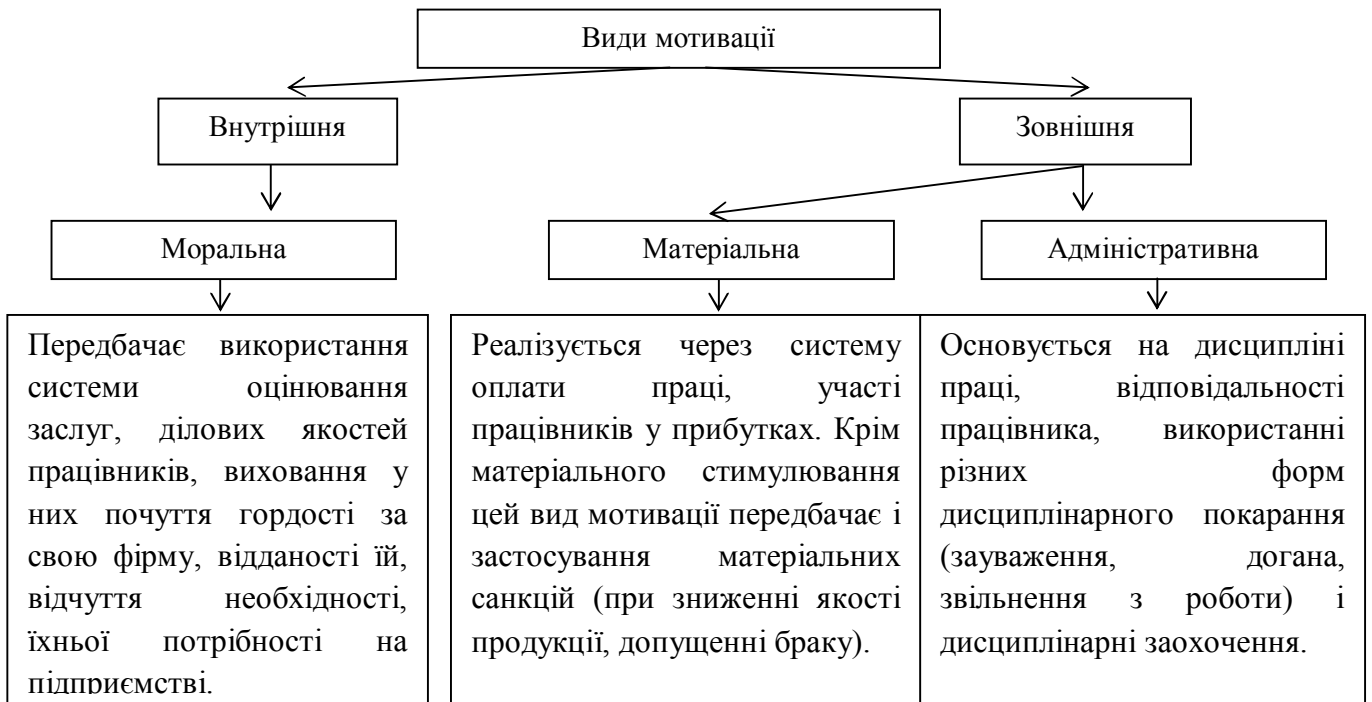 Види мотивації
Внутрішня
Зовнішня
Моральна
Матеріальна
Адміністративна
Передбачає використання
системи оцінювання
заслуг, ділових якостей
працівників, виховання у
них почуття гордості за
свою фірму, відданості їй,
відчуття необхідності,
їхньої потрібності на
підприємстві.
Реалізується через систему
оплати праці, участі
працівників у прибутках. Крім
матеріального стимулювання
цей вид мотивації передбачає і
застосування матеріальних
санкцій (при зниженні якості
продукції, допущенні браку).
Основується на дисципліні
праці, відповідальності
працівника, використанні
різних форм
дисциплінарного покарання
(зауваження, догана,
звільнення з роботи) і
дисциплінарні заохочення.